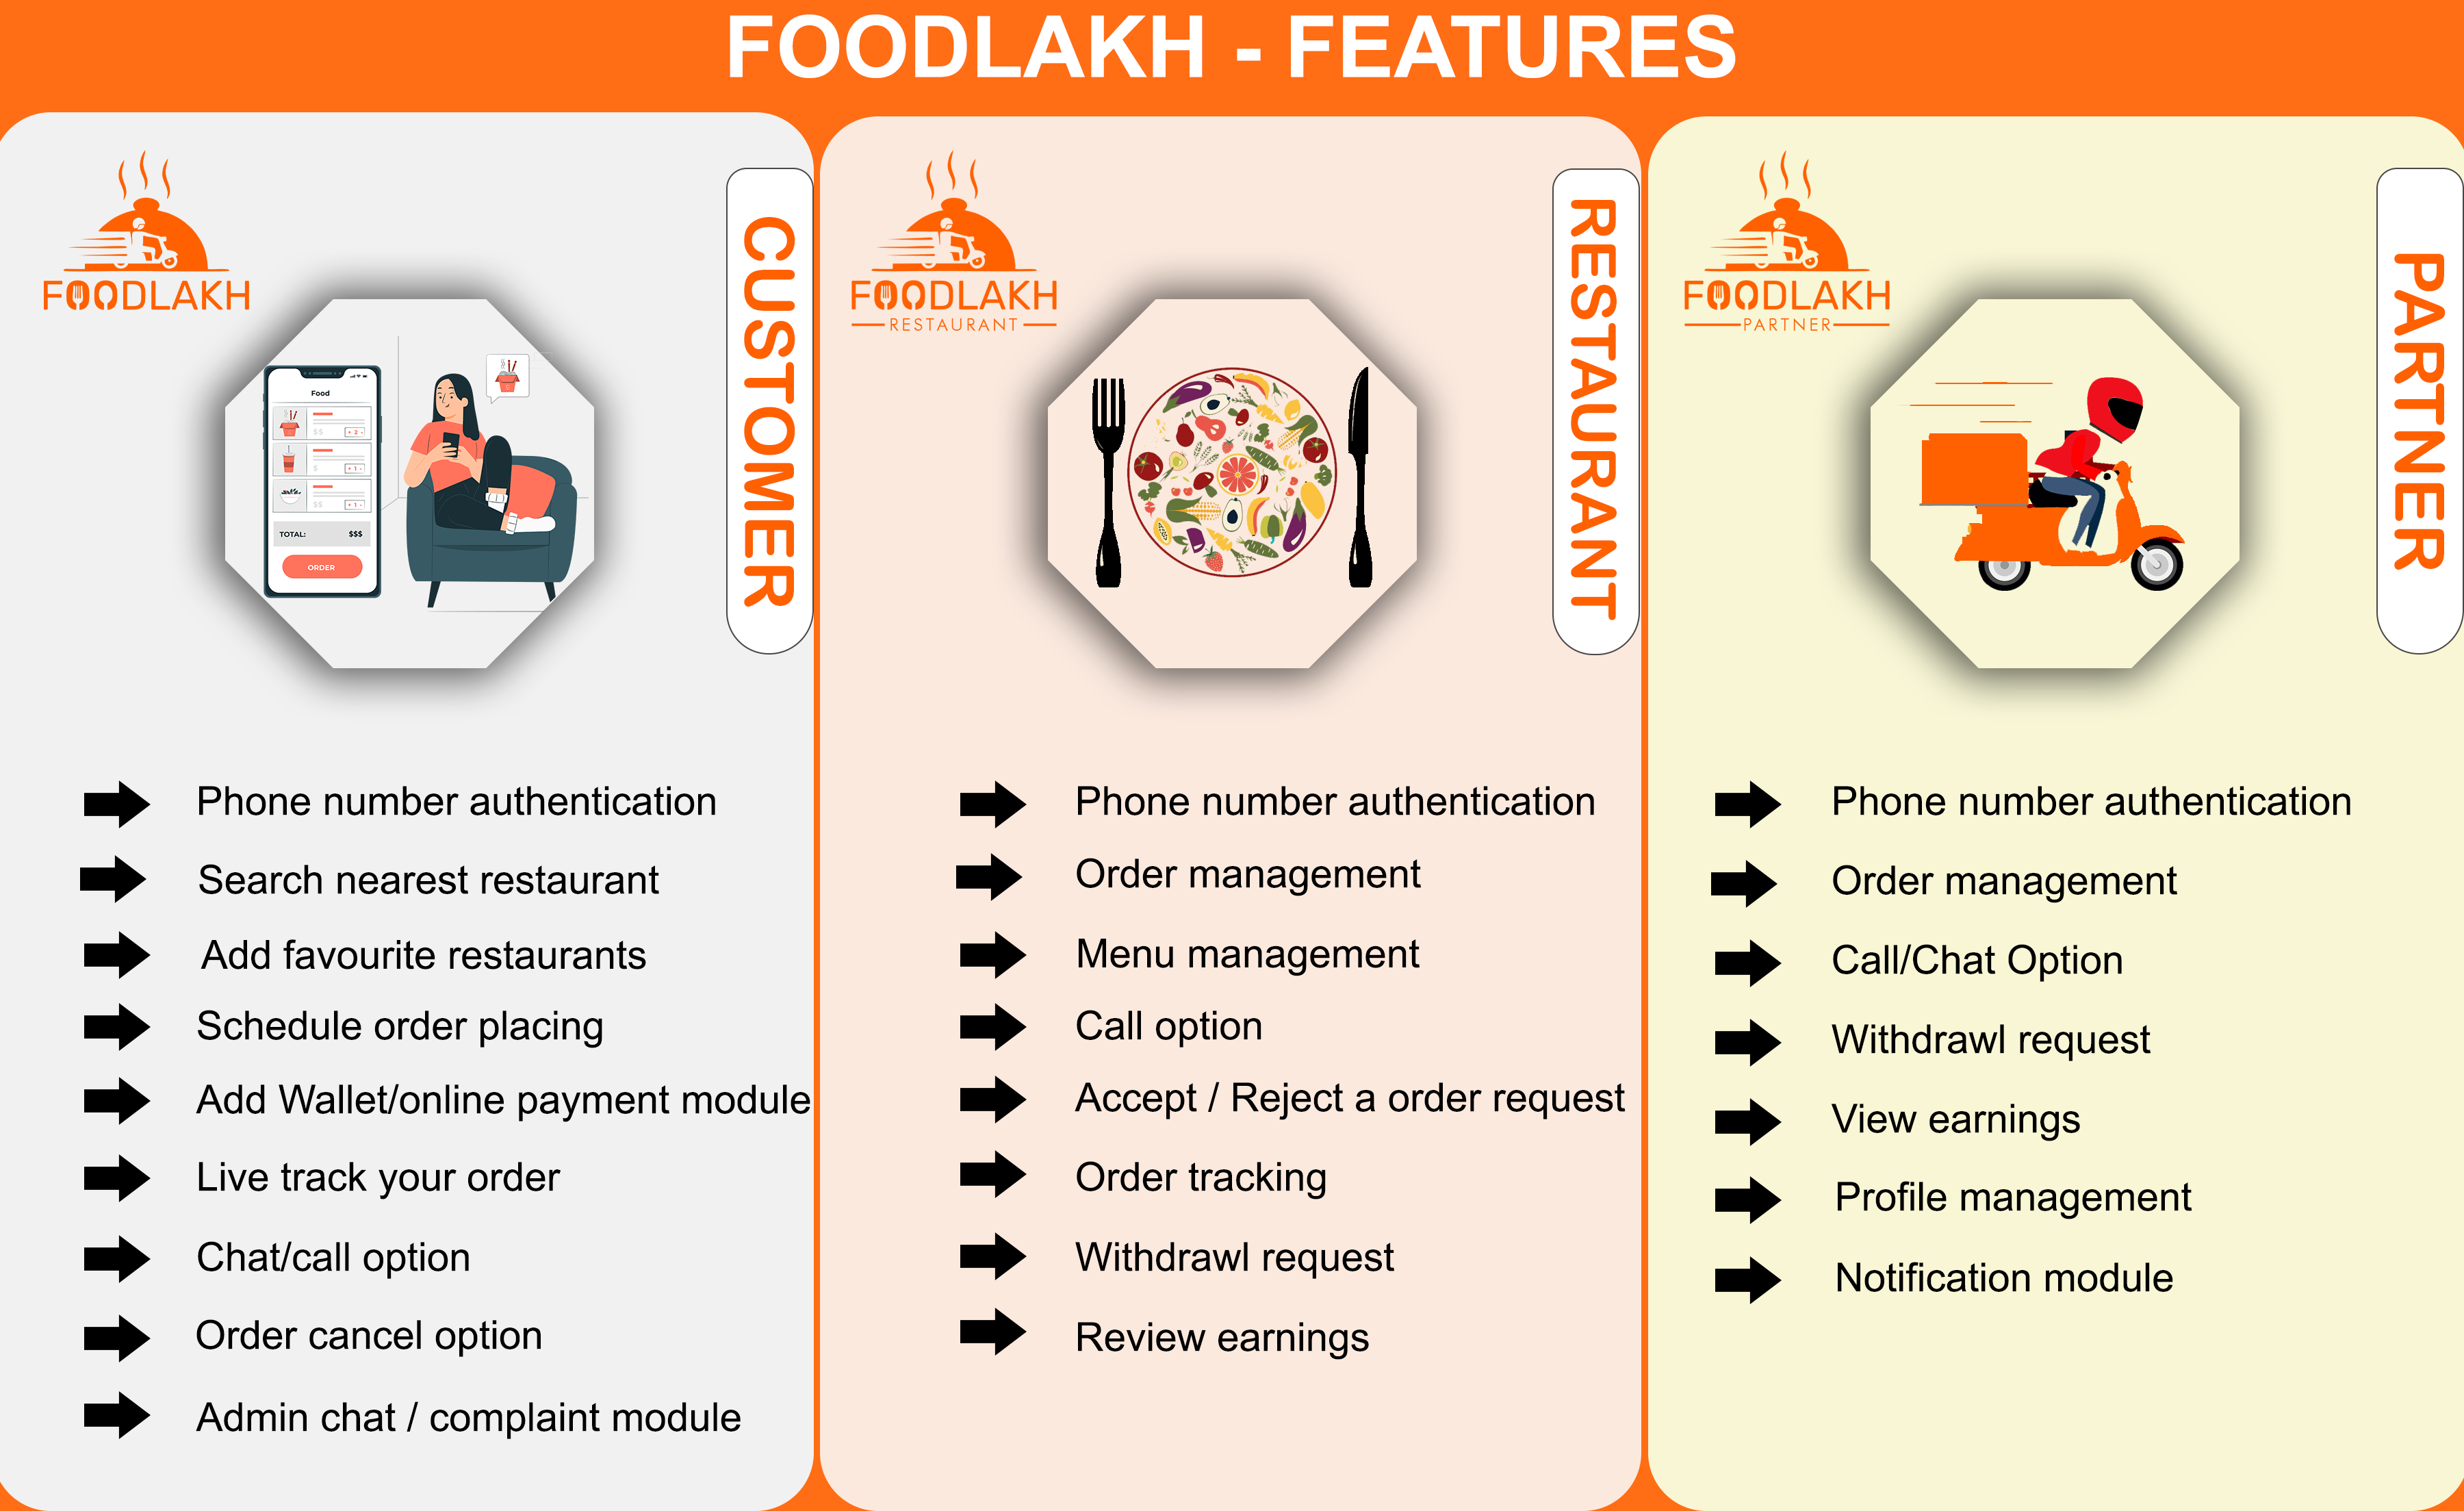 FOODLAKH - FEATURES
FOODLAKH
CUSTOMER
Food
$$
+ 2 -
$
+ 1 -
$$
+ 1 -
TOTAL: $$$
ORDER
Phone number authentication
Search nearest restaurant
Add favourite restaurants
Schedule order placing
Add Wallet/online payment module
Live track your order
Chat/call option
Order cancel option
Admin chat / complaint module
FOODLAKH
RESTAURANT
RESTAURANT
Phone number authentication
Order management
Menu management
Call option
Accept / Reject a order request
Order tracking
Withdrawl request
Review earnings
FOODLAKH
PARTNER
PARTNER
Phone number authentication
Order management
Call/Chat Option
Withdrawl request
View earnings
Profile management
Notification module